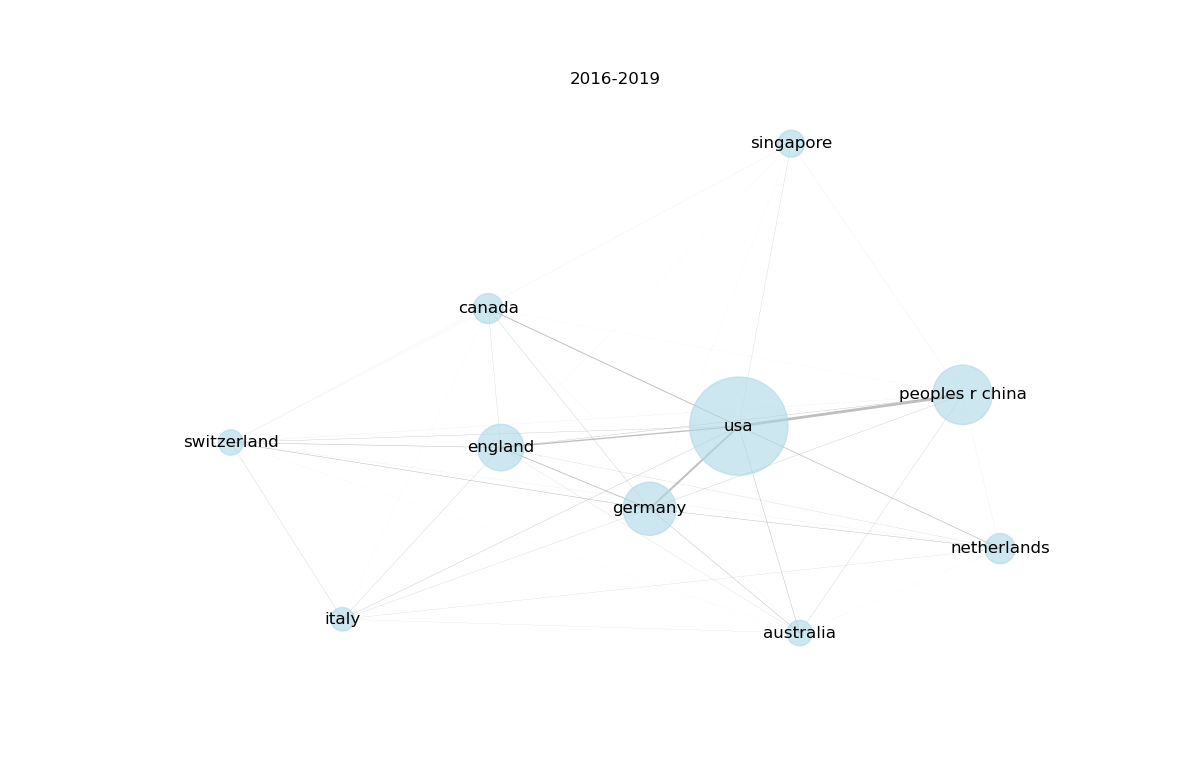 2016-2019
singapore
canada
peoples r china
usa
switzerland
england
germany
netherlands
italy
australia